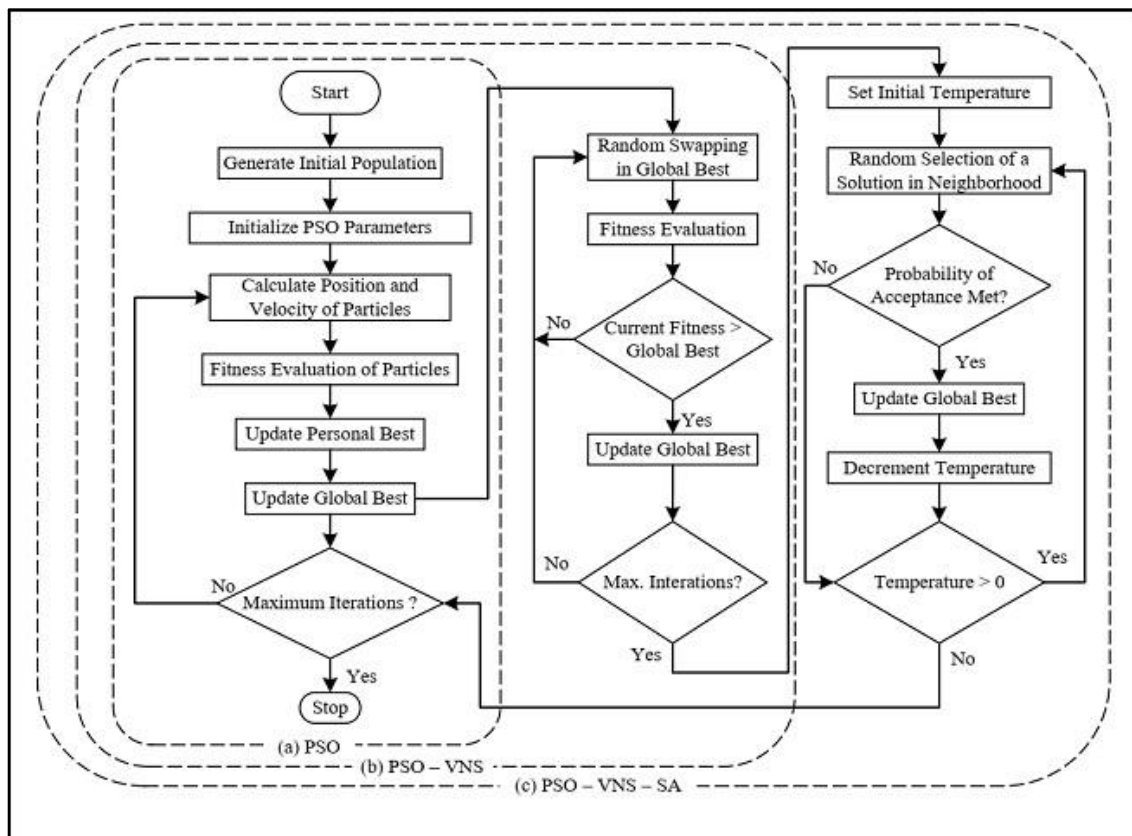 Start
Generate Initial Population
Initialize PSO Parameters
Calculate Position and
Velocity of Particles
Fitness Evaluation of Particles
Update Personal Best
Update Global Best
No
Maximum Iterations ?
Yes
Stop
(a) PSO
Random Swapping
in Global Best
Fitness Evaluation
No
Current Fitness >
Global Best
Yes
Update Global Best
No
Max. Interations?
Yes
(b) PSO – VNS
Set Initial Temperature
Random Selection of a
Solution in Neighborhood
No
Probability of
Acceptance Met?
Yes
Update Global Best
Decrement Temperature
Yes
Temperature > 0
No
(c) PSO – VNS – SA